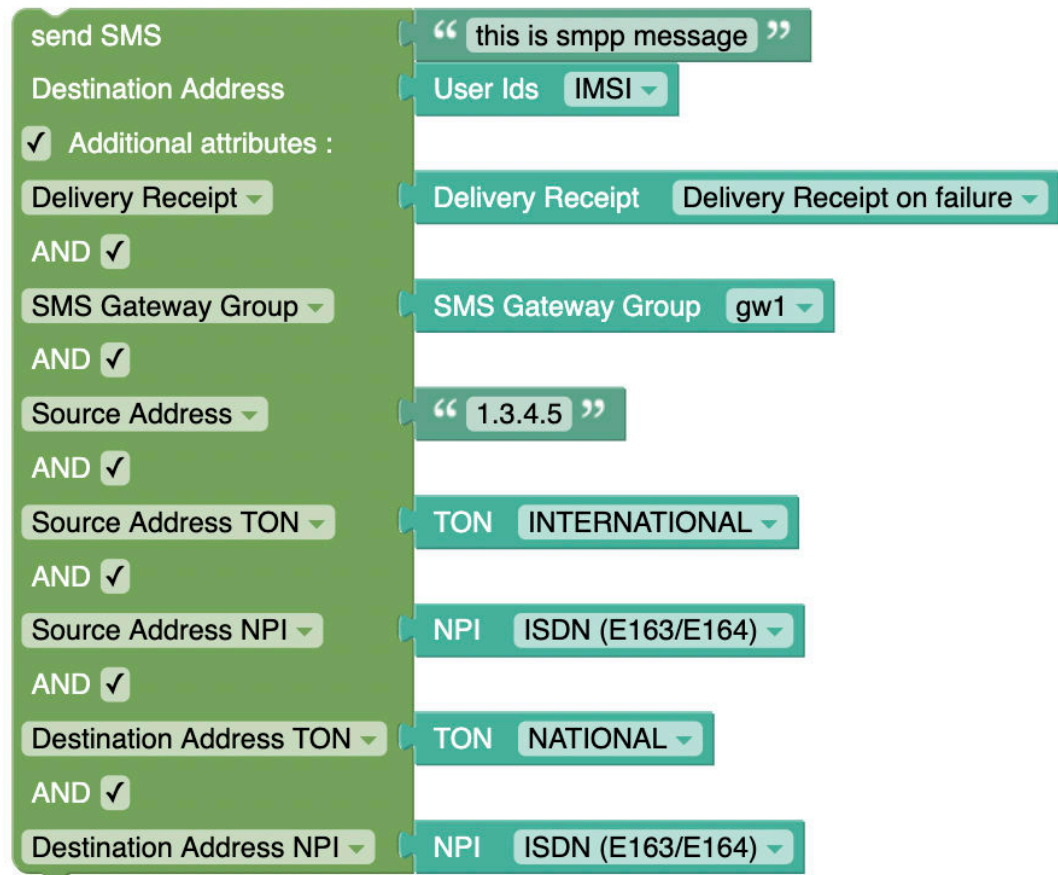 send SMS “ this is smpp message ”
Destination Address User Ids IMSI
✓ Additional attributes :
Delivery Receipt Delivery Receipt Delivery Receipt on failure
AND ✓
SMS Gateway Group SMS Gateway Group gw1
AND ✓
Source Address “ 1.3.4.5 ”
AND ✓
Source Address TON TON INTERNATIONAL
AND ✓
Source Address NPI NPI ISDN (E163/E164)
AND ✓
Destination Address TON TON NATIONAL
AND ✓
Destination Address NPI NPI ISDN (E163/E164)